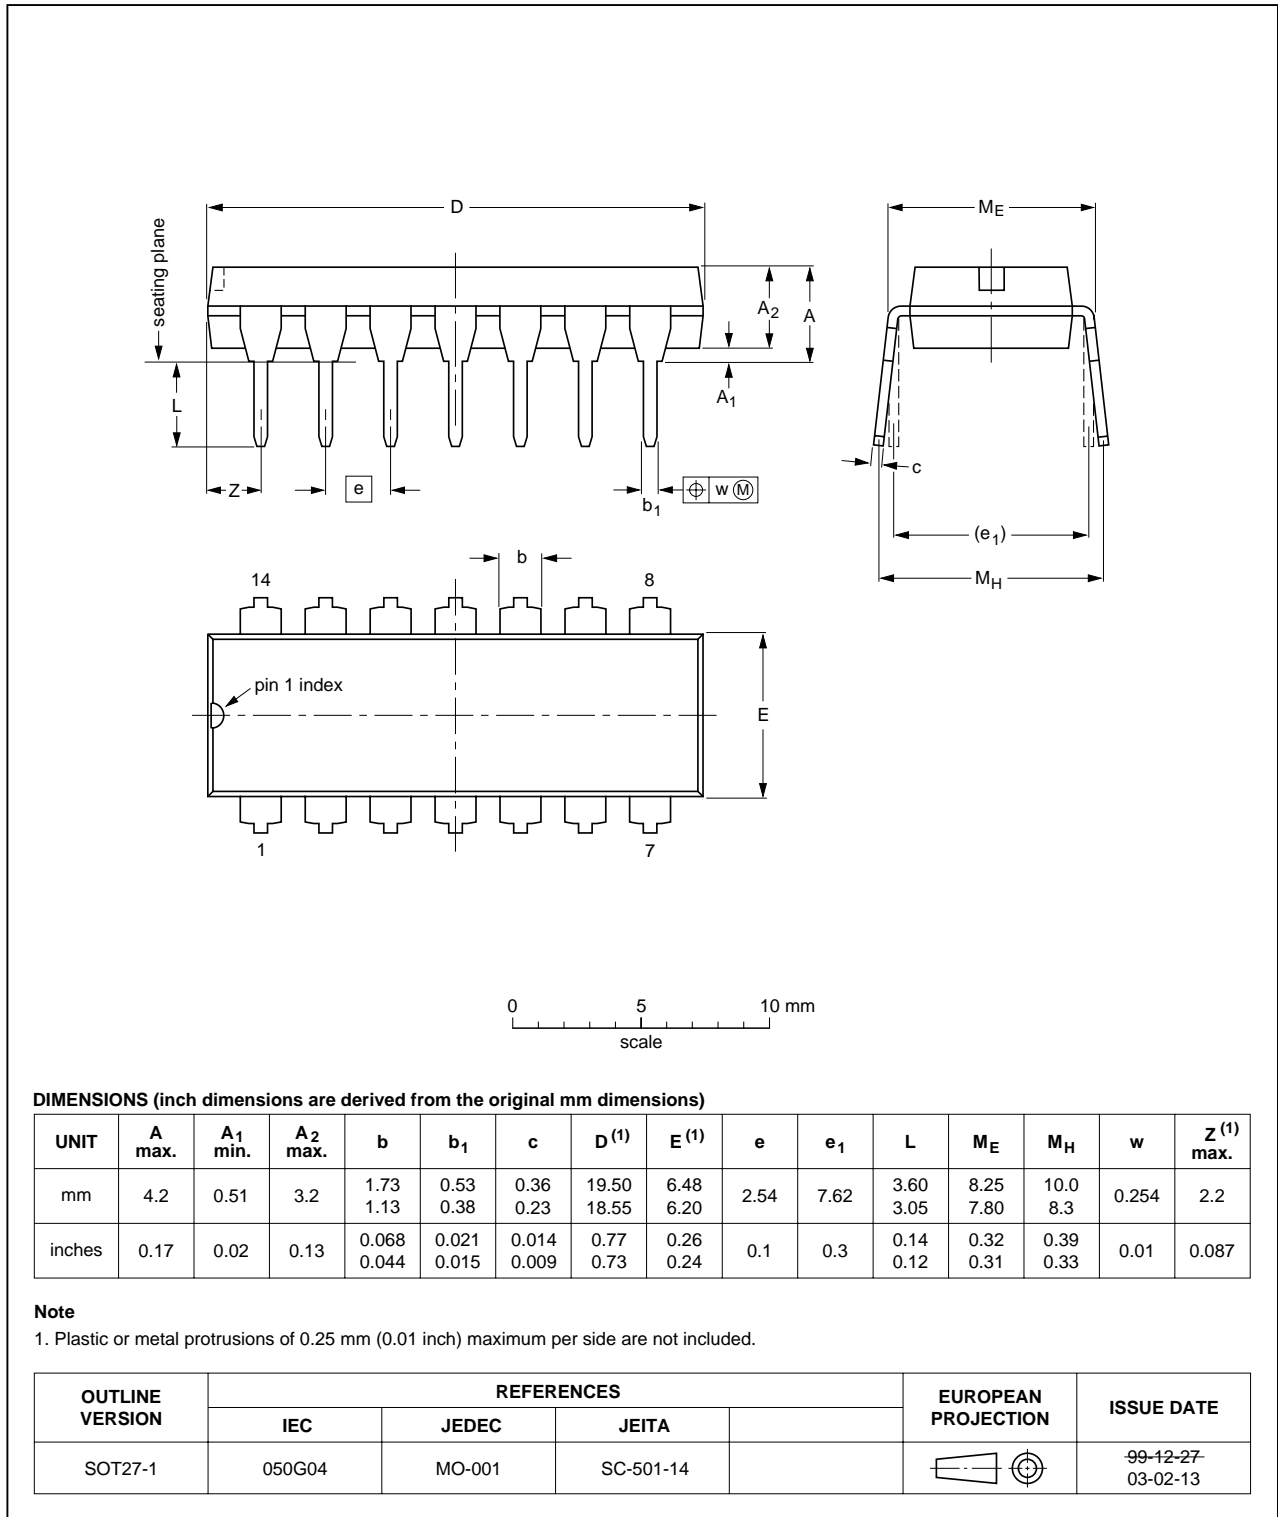 D
M_E
seating plane
A_2
A
L
A_1
Z
e
b_1
w Ⓜ
c
(e_1)
M_H
b
14
8
pin 1 index
E
1
7
0 5 10 mm
scale
DIMENSIONS (inch dimensions are derived from the original mm dimensions)
UNIT A max. A_1 min. A_2 max. b b_1 c D(1) E(1) e e_1 L M_E M_H w Z(1) max.
mm 4.2 0.51 3.2 1.73 1.13 0.53 0.38 0.36 0.23 19.50 18.55 6.48 6.20 2.54 7.62 3.60 3.05 8.25 7.80 10.0 8.3 0.254 2.2
inches 0.17 0.02 0.13 0.068 0.044 0.021 0.015 0.014 0.009 0.77 0.73 0.26 0.24 0.1 0.3 0.14 0.12 0.32 0.31 0.39 0.33 0.01 0.087
Note
1. Plastic or metal protrusions of 0.25 mm (0.01 inch) maximum per side are not included.
OUTLINE VERSION REFERENCES EUROPEAN PROJECTION ISSUE DATE
IEC JEDEC JEITA
SOT27-1 050G04 MO-001 SC-501-14 99-12-27
03-02-13